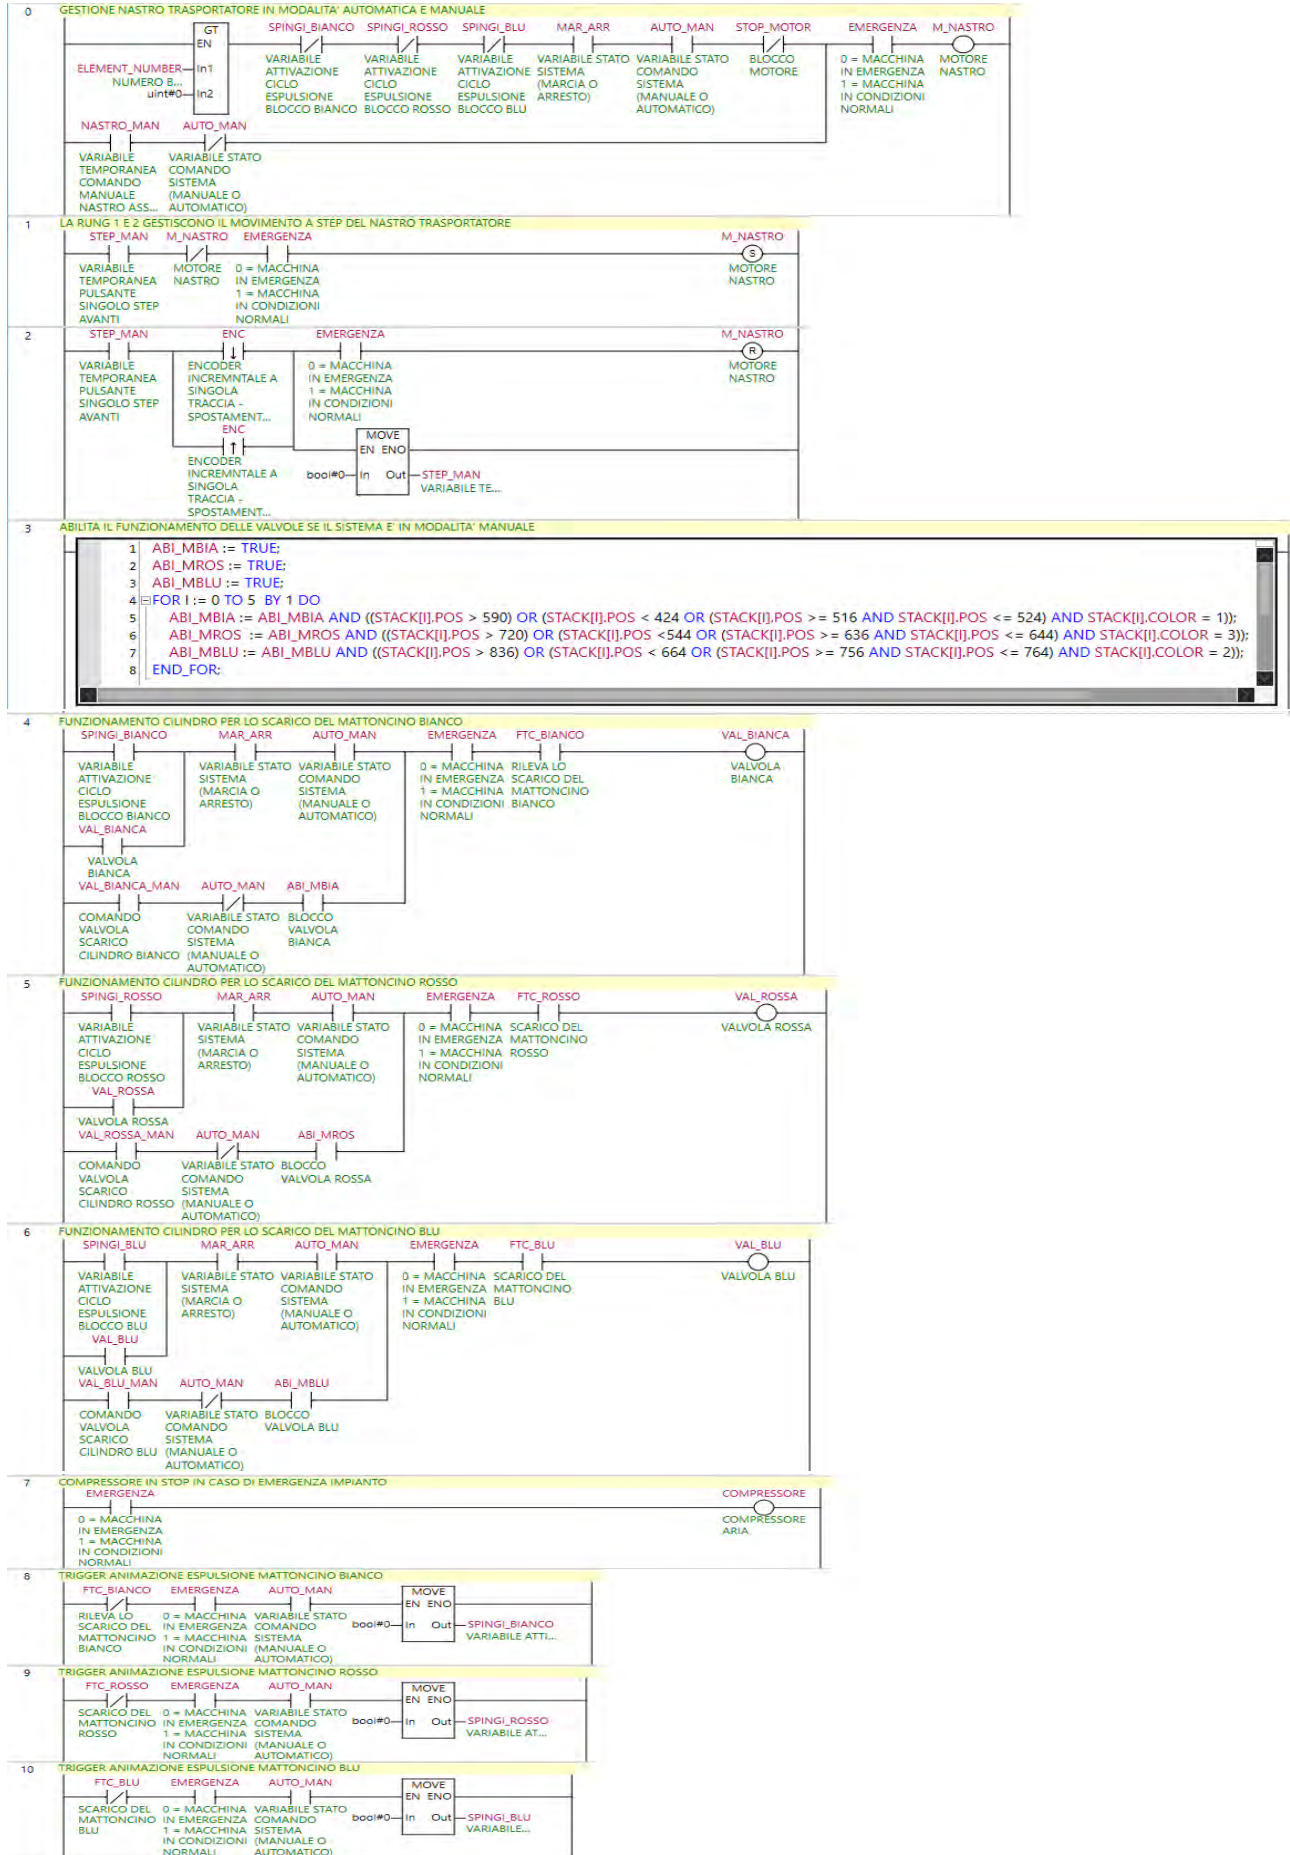 0 GESTIONE NASTRO TRASPORTATORE IN MODALITA' AUTOMATICA E MANUALE
GT
EN
In1
In2
ELEMENT_NUMBER
NUMERO B...
uint#0
SPINGI_BIANCO
VARIABILE
ATTIVAZIONE
CICLO
ESPULSIONE
BLOCCO BIANCO
SPINGI_ROSSO
VARIABILE
ATTIVAZIONE
CICLO
ESPULSIONE
BLOCCO ROSSO
SPINGI_BLU
VARIABILE
ATTIVAZIONE
CICLO
ESPULSIONE
BLOCCO BLU
MAR_ARR
VARIABILE STATO
SISTEMA
(MARCIA O
ARRESTO)
AUTO_MAN
VARIABILE STATO
COMANDO
SISTEMA
(MANUALE O
AUTOMATICO)
STOP_MOTOR
BLOCCO
MOTORE
EMERGENZA
0 = MACCHINA
IN EMERGENZA
1 = MACCHINA
IN CONDIZIONI
NORMALI
M_NASTRO
MOTORE
NASTRO
NASTRO_MAN
VARIABILE
TEMPORANEA
COMANDO
MANUALE
NASTRO ASS...
AUTO_MAN
VARIABILE STATO
COMANDO
SISTEMA
(MANUALE O
AUTOMATICO)
1 LA RUNG 1 E 2 GESTISCONO IL MOVIMENTO A STEP DEL NASTRO TRASPORTATORE
STEP_MAN
VARIABILE
TEMPORANEA
PULSANTE
SINGOLO STEP
AVANTI
M_NASTRO
MOTORE
NASTRO
EMERGENZA
0 = MACCHINA
IN EMERGENZA
1 = MACCHINA
IN CONDIZIONI
NORMALI
M_NASTRO
S
MOTORE
NASTRO
2
STEP_MAN
VARIABILE
TEMPORANEA
PULSANTE
SINGOLO STEP
AVANTI
ENC
ENCODER
INCREMNTALE A
SINGOLA
TRACCIA -
SPOSTAMENT...
EMERGENZA
0 = MACCHINA
IN EMERGENZA
1 = MACCHINA
IN CONDIZIONI
NORMALI
M_NASTRO
R
MOTORE
NASTRO
ENC
ENCODER
INCREMNTALE A
SINGOLA
TRACCIA -
SPOSTAMENT...
MOVE
EN ENO
bool#0 In Out STEP_MAN
VARIABILE TE...
3 ABILITA IL FUNZIONAMENTO DELLE VALVOLE SE IL SISTEMA E' IN MODALITA' MANUALE
1 ABI_MBIA := TRUE;
2 ABI_MROS := TRUE;
3 ABI_MBLU := TRUE;
4 FOR I := 0 TO 5 BY 1 DO
5 ABI_MBIA := ABI_MBIA AND ((STACK[I].POS > 590) OR (STACK[I].POS < 424 OR (STACK[I].POS >= 516 AND STACK[I].POS <= 524) AND STACK[I].COLOR = 1));
6 ABI_MROS := ABI_MROS AND ((STACK[I].POS > 720) OR (STACK[I].POS <544 OR (STACK[I].POS >= 636 AND STACK[I].POS <= 644) AND STACK[I].COLOR = 3));
7 ABI_MBLU := ABI_MBLU AND ((STACK[I].POS > 836) OR (STACK[I].POS < 664 OR (STACK[I].POS >= 756 AND STACK[I].POS <= 764) AND STACK[I].COLOR = 2));
8 END_FOR;
4 FUNZIONAMENTO CILINDRO PER LO SCARICO DEL MATTONCINO BIANCO
SPINGI_BIANCO
VARIABILE
ATTIVAZIONE
CICLO
ESPULSIONE
BLOCCO BIANCO
MAR_ARR
VARIABILE STATO
SISTEMA
(MARCIA O
ARRESTO)
AUTO_MAN
VARIABILE STATO
COMANDO
SISTEMA
(MANUALE O
AUTOMATICO)
EMERGENZA
0 = MACCHINA
IN EMERGENZA
1 = MACCHINA
IN CONDIZIONI
NORMALI
FTC_BIANCO
RILEVA LO
SCARICO DEL
MATTONCINO
BIANCO
VAL_BIANCA
VALVOLA
BIANCA
VAL_BIANCA
VALVOLA
BIANCA
VAL_BIANCA_MAN
COMANDO
VALVOLA
SCARICO
CILINDRO BIANCO
AUTO_MAN
VARIABILE STATO
COMANDO
SISTEMA
(MANUALE O
AUTOMATICO)
ABI_MBIA
BLOCCO
VALVOLA
BIANCA
5 FUNZIONAMENTO CILINDRO PER LO SCARICO DEL MATTONCINO ROSSO
SPINGI_ROSSO
VARIABILE
ATTIVAZIONE
CICLO
ESPULSIONE
BLOCCO ROSSO
MAR_ARR
VARIABILE STATO
SISTEMA
(MARCIA O
ARRESTO)
AUTO_MAN
VARIABILE STATO
COMANDO
SISTEMA
(MANUALE O
AUTOMATICO)
EMERGENZA
0 = MACCHINA
IN EMERGENZA
1 = MACCHINA
IN CONDIZIONI
NORMALI
FTC_ROSSO
SCARICO DEL
MATTONCINO
ROSSO
VAL_ROSSA
VALVOLA ROSSA
VAL_ROSSA
VALVOLA ROSSA
VAL_ROSSA_MAN
COMANDO
VALVOLA
SCARICO
CILINDRO ROSSO
AUTO_MAN
VARIABILE STATO
COMANDO
SISTEMA
(MANUALE O
AUTOMATICO)
ABI_MROS
BLOCCO
VALVOLA ROSSA
6 FUNZIONAMENTO CILINDRO PER LO SCARICO DEL MATTONCINO BLU
SPINGI_BLU
VARIABILE
ATTIVAZIONE
CICLO
ESPULSIONE
BLOCCO BLU
MAR_ARR
VARIABILE STATO
SISTEMA
(MARCIA O
ARRESTO)
AUTO_MAN
VARIABILE STATO
COMANDO
SISTEMA
(MANUALE O
AUTOMATICO)
EMERGENZA
0 = MACCHINA
IN EMERGENZA
1 = MACCHINA
IN CONDIZIONI
NORMALI
FTC_BLU
SCARICO DEL
MATTONCINO
BLU
VAL_BLU
VALVOLA BLU
VAL_BLU
VALVOLA BLU
VAL_BLU_MAN
COMANDO
VALVOLA
SCARICO
CILINDRO BLU
AUTO_MAN
VARIABILE STATO
COMANDO
SISTEMA
(MANUALE O
AUTOMATICO)
ABI_MBLU
BLOCCO
VALVOLA BLU
7 COMPRESSORE IN STOP IN CASO DI EMERGENZA IMPIANTO
EMERGENZA
0 = MACCHINA
IN EMERGENZA
1 = MACCHINA
IN CONDIZIONI
NORMALI
COMPRESSORE
COMPRESSORE
ARIA
8 TRIGGER ANIMAZIONE ESPULSIONE MATTONCINO BIANCO
FTC_BIANCO
RILEVA LO
SCARICO DEL
MATTONCINO
BIANCO
EMERGENZA
0 = MACCHINA
IN EMERGENZA
1 = MACCHINA
IN CONDIZIONI
NORMALI
AUTO_MAN
VARIABILE STATO
COMANDO
SISTEMA
(MANUALE O
AUTOMATICO)
MOVE
EN ENO
bool#0 In Out SPINGI_BIANCO
VARIABILE ATTI...
9 TRIGGER ANIMAZIONE ESPULSIONE MATTONCINO ROSSO
FTC_ROSSO
SCARICO DEL
MATTONCINO
ROSSO
EMERGENZA
0 = MACCHINA
IN EMERGENZA
1 = MACCHINA
IN CONDIZIONI
NORMALI
AUTO_MAN
VARIABILE STATO
COMANDO
SISTEMA
(MANUALE O
AUTOMATICO)
MOVE
EN ENO
bool#0 In Out SPINGI_ROSSO
VARIABILE AT...
10 TRIGGER ANIMAZIONE ESPULSIONE MATTONCINO BLU
FTC_BLU
SCARICO DEL
MATTONCINO
BLU
EMERGENZA
0 = MACCHINA
IN EMERGENZA
1 = MACCHINA
IN CONDIZIONI
NORMALI
AUTO_MAN
VARIABILE STATO
COMANDO
SISTEMA
(MANUALE O
AUTOMATICO)
MOVE
EN ENO
bool#0 In Out SPINGI_BLU
VARIABILE...